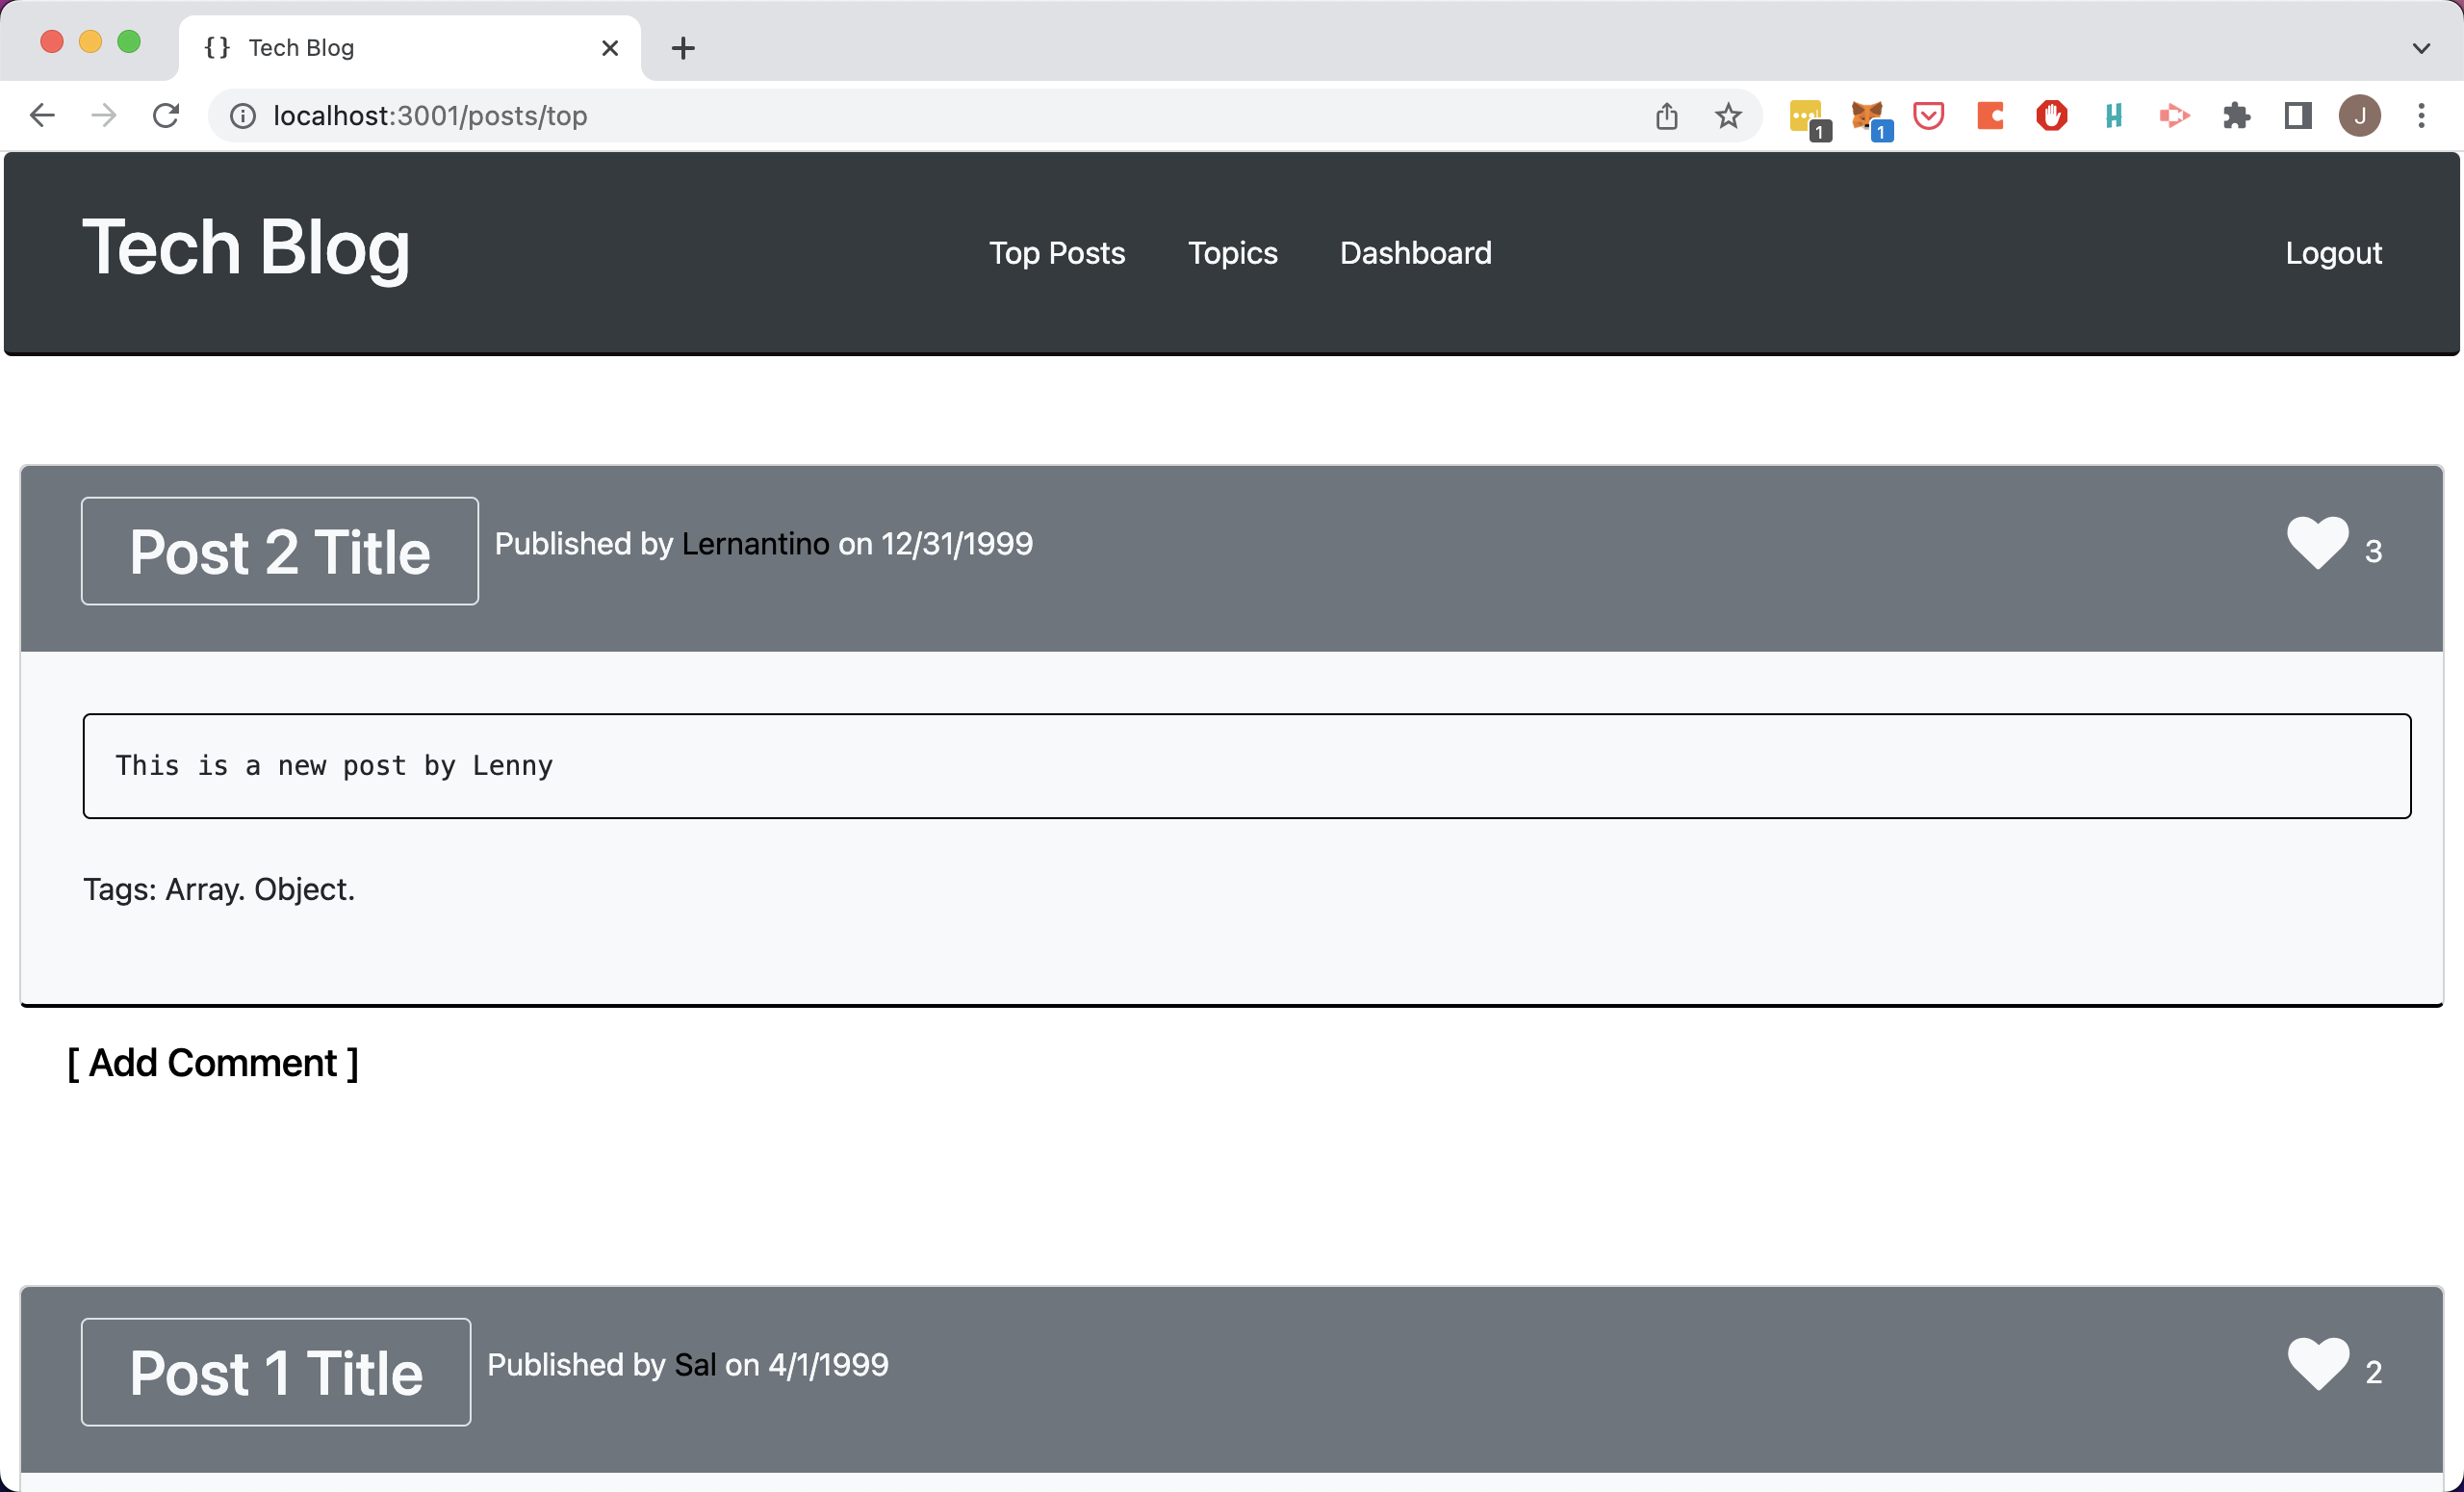 {} Tech Blog
localhost:3001/posts/top
1
1
J
Tech Blog
Top Posts
Topics
Dashboard
Logout
Post 2 Title
Published by Lernantino on 12/31/1999
3
This is a new post by Lenny
Tags: Array. Object.
[ Add Comment ]
Post 1 Title
Published by Sal on 4/1/1999
2